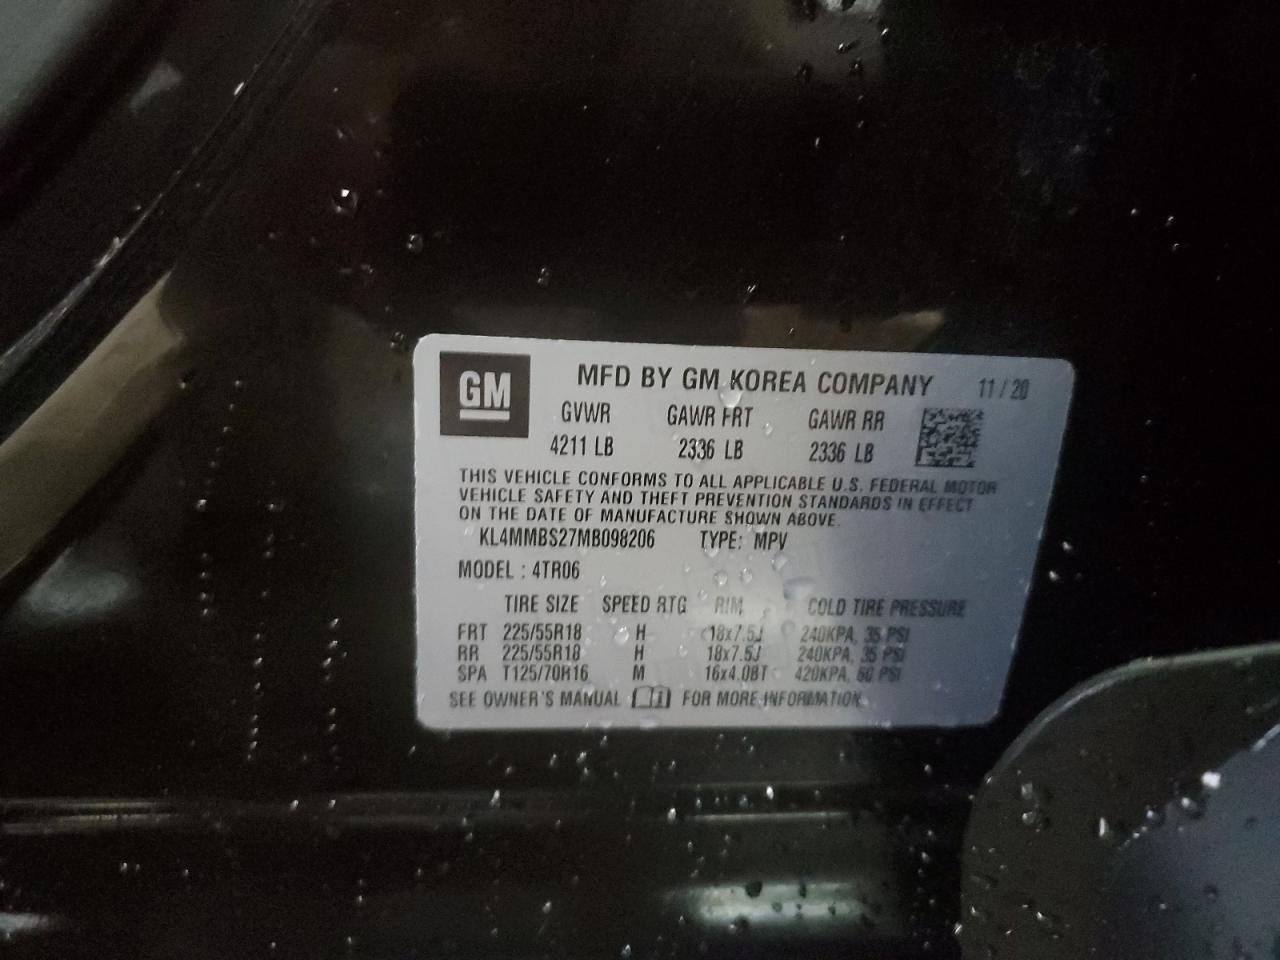 GM
MFD BY GM KOREA COMPANY 11/20
GVWR GAWR FRT GAWR RR
4211 LB 2336 LB 2336 LB
THIS VEHICLE CONFORMS TO ALL APPLICABLE U.S. FEDERAL MOTOR
VEHICLE SAFETY AND THEFT PREVENTION STANDARDS IN EFFECT
ON THE DATE OF MANUFACTURE SHOWN ABOVE.
KL4MMBS27MB098206 TYPE: MPV
MODEL : 4TR06
TIRE SIZE SPEED RTG RIM COLD TIRE PRESSURE
FRT 225/55R18 H 18x7.5J 240KPA, 35 PSI
RR 225/55R18 H 18x7.5J 240KPA, 35 PSI
SPA T125/70R16 M 16x4.0BT 420KPA, 60 PSI
SEE OWNER'S MANUAL FOR MORE INFORMATION